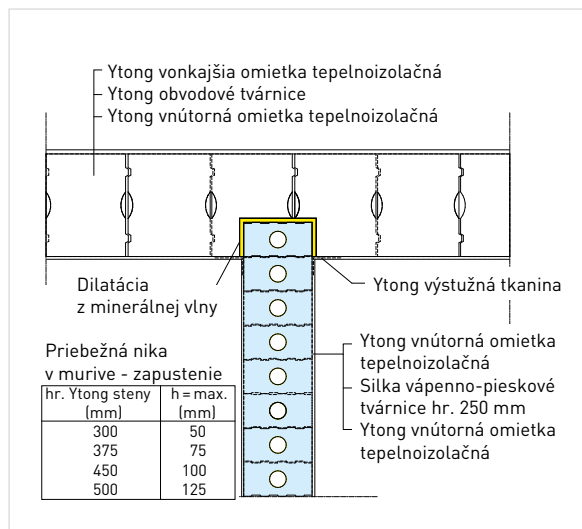 Ytong vonkajšia omietka tepelnoizolačná
Ytong obvodové tvárnice
Ytong vnútorná omietka tepelnoizolačná
Dilatácia
z minerálnej vlny
Ytong výstužná tkanina
Ytong vnútorná omietka
tepelnoizolačná
Silka vápenno-pieskové
tvárnice hr. 250 mm
Ytong vnútorná omietka
tepelnoizolačná
Priebežná nika
v murive - zapustenie
hr. Ytong steny h = max.
(mm) (mm)
300 50
375 75
450 100
500 125